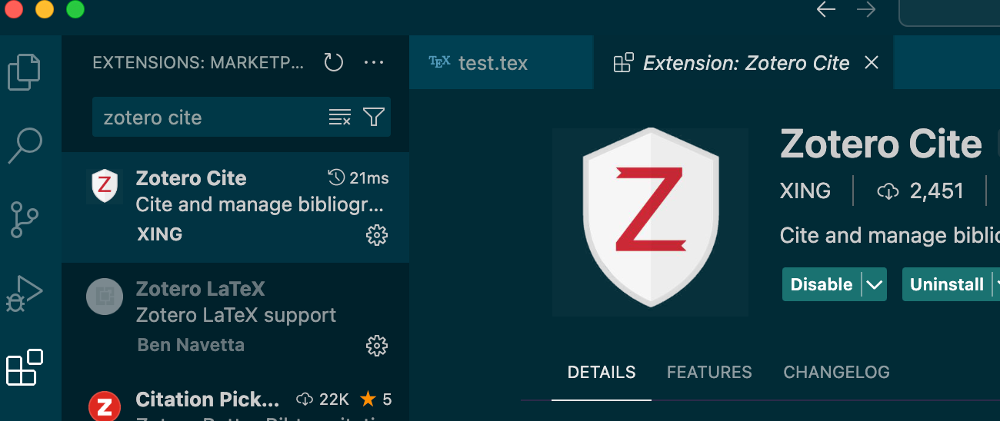 EXTENSIONS: MARKETP...
zotero cite
Zotero Cite 21ms
Cite and manage bibliogr...
XING
Zotero LaTeX
Zotero LaTeX support
Ben Navetta
Citation Pick... 22K 5
TEX test.tex
Extension: Zotero Cite
Zotero Cite
XING 2,451
Cite and manage biblio
Disable Uninstall
DETAILS FEATURES CHANGELOG